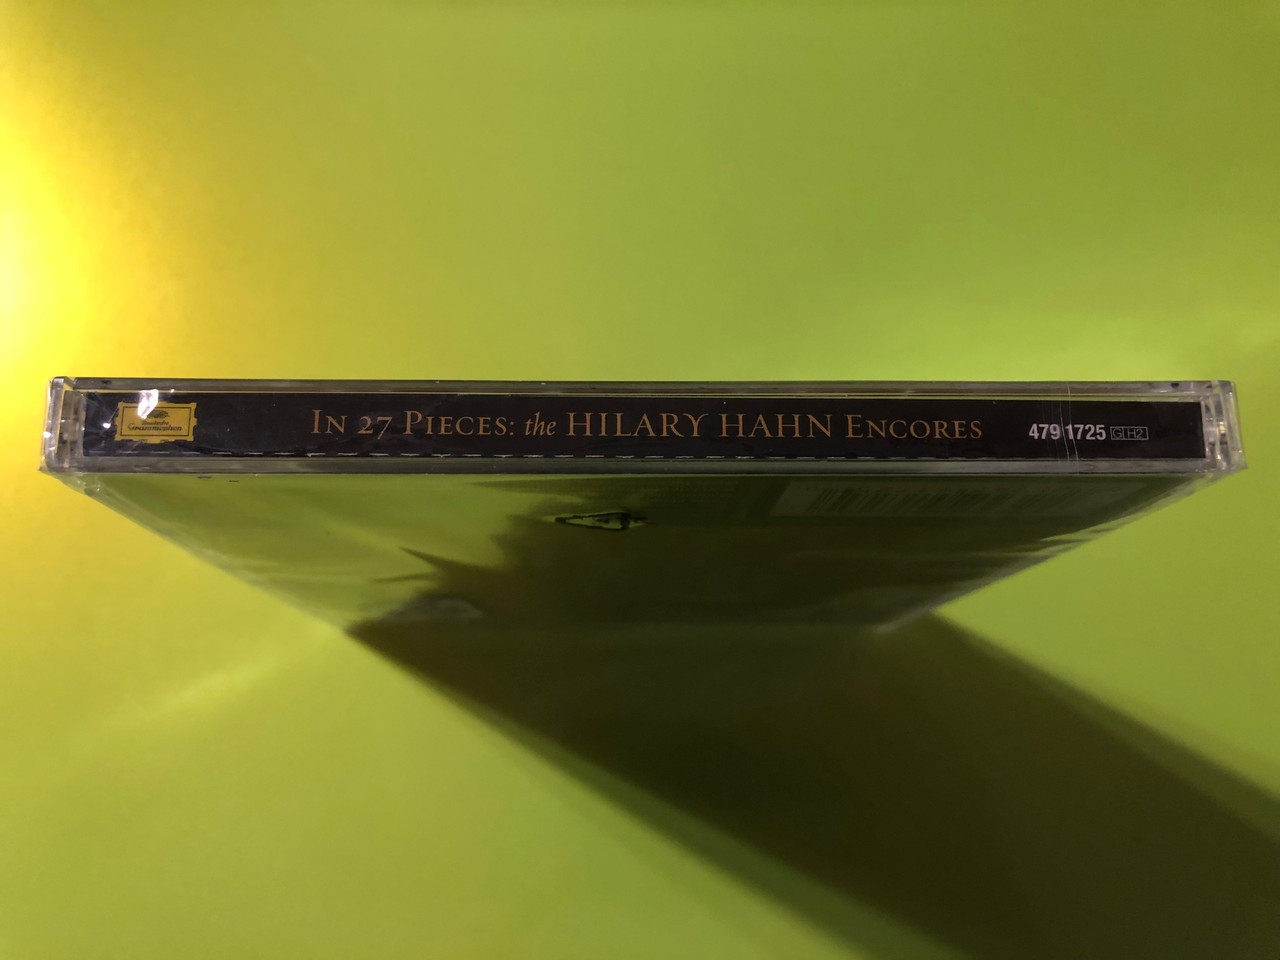 Deutsche
Grammophon
In 27 Pieces: the HILARY HAHN Encores
479 1725 GH2